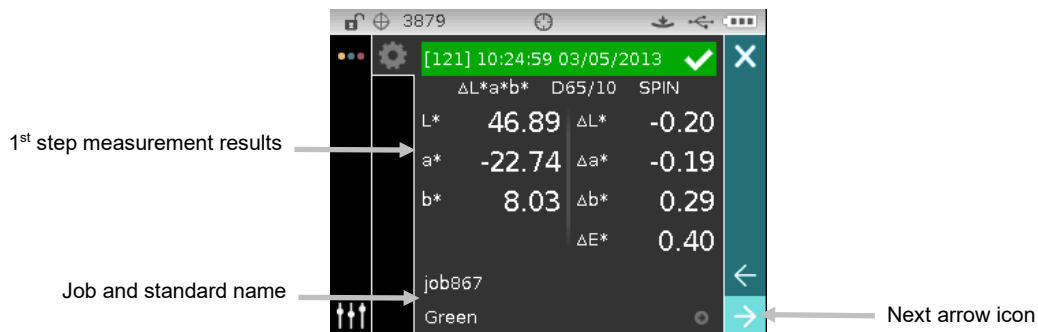 3879
[121] 10:24:59 03/05/2013
ΔL*a*b* D65/10 SPIN
L* 46.89 ΔL* -0.20
1st step measurement results
a* -22.74 Δa* -0.19
b* 8.03 Δb* 0.29
ΔE* 0.40
job867
Job and standard name
Green
Next arrow icon